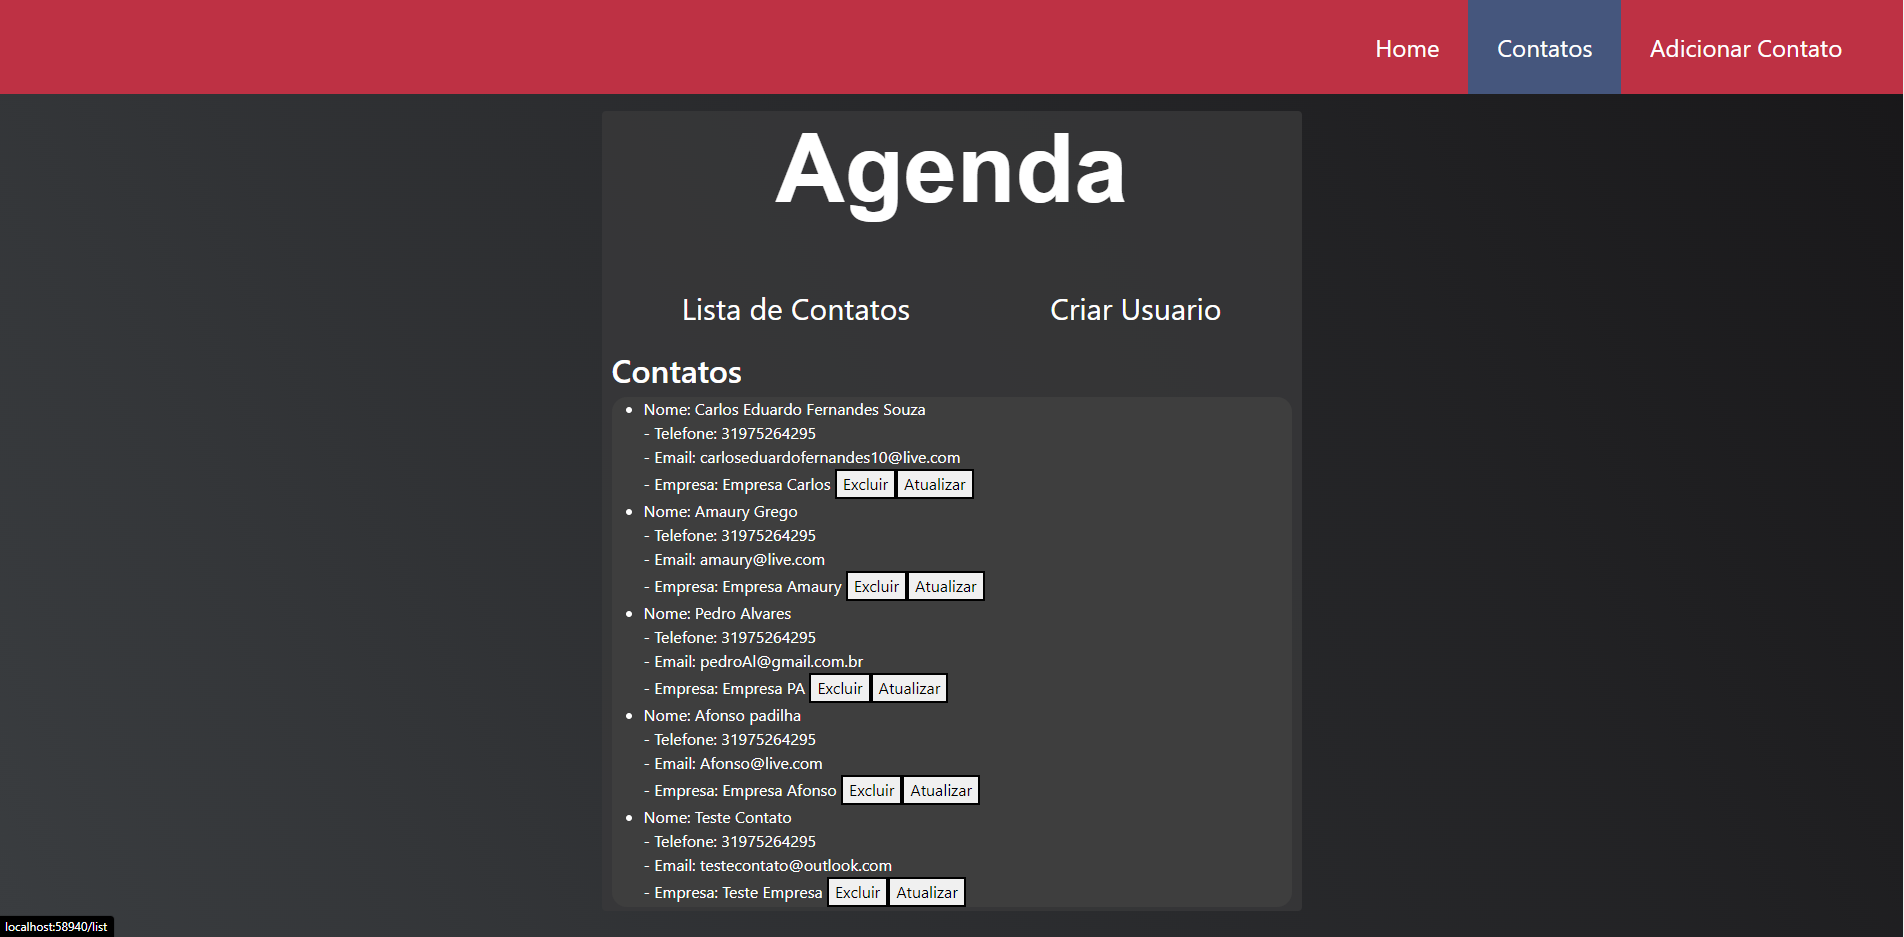 Home Contatos Adicionar Contato
Agenda
Lista de Contatos Criar Usuario
Contatos
Nome: Carlos Eduardo Fernandes Souza
- Telefone: 31975264295
- Email: carloseduardofernandes10@live.com
- Empresa: Empresa Carlos Excluir Atualizar
Nome: Amaury Grego
- Telefone: 31975264295
- Email: amaury@live.com
- Empresa: Empresa Amaury Excluir Atualizar
Nome: Pedro Alvares
- Telefone: 31975264295
- Email: pedroAl@gmail.com.br
- Empresa: Empresa PA Excluir Atualizar
Nome: Afonso padilha
- Telefone: 31975264295
- Email: Afonso@live.com
- Empresa: Empresa Afonso Excluir Atualizar
Nome: Teste Contato
- Telefone: 31975264295
- Email: testecontato@outlook.com
- Empresa: Teste Empresa Excluir Atualizar
localhost:58940/list